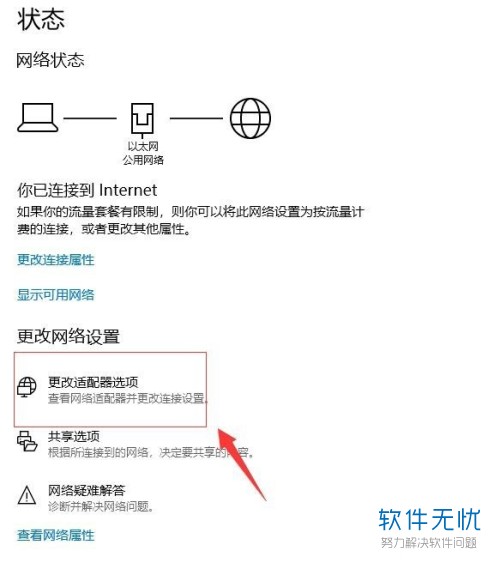 状态
网络状态
以太网
公用网络
你已连接到 Internet
如果你的流量套餐有限制，则你可以将此网络设置为按流量计
费的连接，或者更改其他属性。
更改连接属性
显示可用网络
更改网络设置
更改适配器选项
查看网络适配器并更改连接设置。
共享选项
根据所连接到的网络，决定要共享的内容。
网络疑难解答
诊断并解决网络问题。
查看网络属性
软件无忧
努力解决软件问题